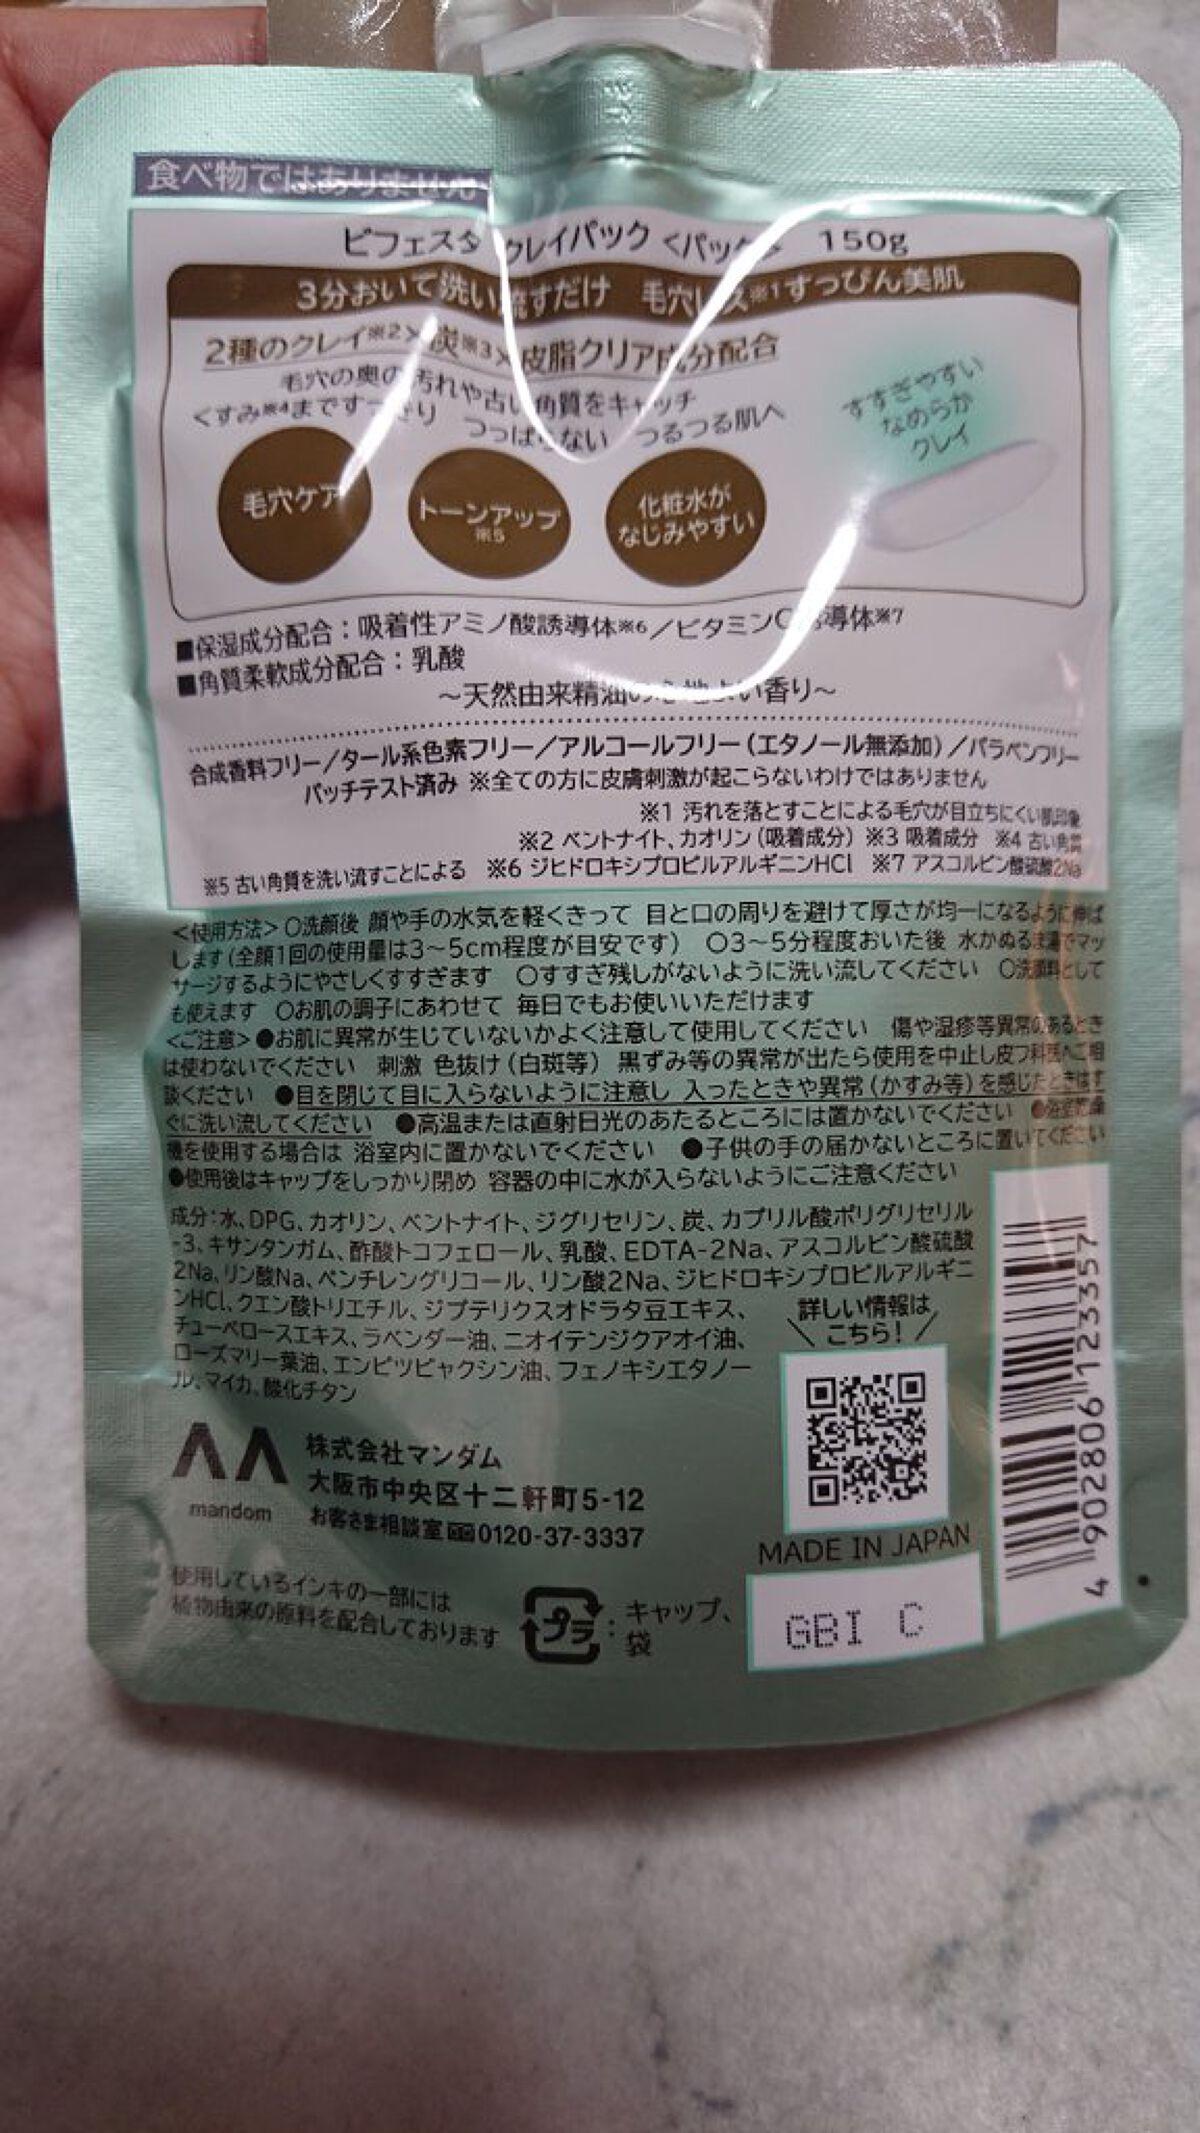 食べ物ではありません
ビフェスタ クレイパック <パック> 150g
3分おいて洗い流すだけ 毛穴レス※1すっぴん美肌
2種のクレイ※2×炭※3×皮脂クリア成分配合
毛穴の奥の汚れや古い角質をキャッチ
くすみ※4まですっきり つっぱらない つるつる肌へ
すすぎやすい
なめらか
クレイ
毛穴ケア
トーンアップ
※5
化粧水が
なじみやすい
■保湿成分配合:吸着性アミノ酸誘導体※6/ビタミンC誘導体※7
■角質柔軟成分配合:乳酸
〜天然由来精油の心地よい香り〜
合成香料フリー/タール系色素フリー/アルコールフリー(エタノール無添加)/パラベンフリー
パッチテスト済み ※全ての方に皮膚刺激が起こらないわけではありません
※1 汚れを落とすことによる毛穴が目立ちにくい肌印象
※2 ベントナイト、カオリン(吸着成分) ※3 吸着成分 ※4 古い角質
※5 古い角質を洗い流すことによる ※6 ジヒドロキシプロピルアルギニンHCl ※7 アスコルビン酸硫酸2Na
<使用方法> ○洗顔後 顔や手の水気を軽くきって 目と口の周りを避けて厚さが均一になるように伸ば
します(全顔1回の使用量は3〜5cm程度が目安です) ○3〜5分程度おいた後 水かぬるま湯でマッ
サージするようにやさしくすすぎます ○すすぎ残しがないように洗い流してください ○洗顔料として
も使えます ○お肌の調子にあわせて 毎日でもお使いいただけます
<ご注意> ●お肌に異常が生じていないかよく注意して使用してください 傷や湿疹等異常のあるとき
は使わないでください 刺激 色抜け(白斑等) 黒ずみ等の異常が出たら使用を中止し皮フ科医へご相
談ください ●目を閉じて目に入らないように注意し 入ったときや異常(かすみ等)を感じたときはす
ぐに洗い流してください ●高温または直射日光のあたるところには置かないでください ●浴室乾燥
機を使用する場合は 浴室内に置かないでください ●子供の手の届かないところに置いてください
●使用後はキャップをしっかり閉め 容器の中に水が入らないようにご注意ください
成分:水、DPG、カオリン、ベントナイト、ジグリセリン、炭、カプリル酸ポリグリセリル
-3、キサンタンガム、酢酸トコフェロール、乳酸、EDTA-2Na、アスコルビン酸硫酸
2Na、リン酸Na、ペンチレングリコール、リン酸2Na、ジヒドロキシプロピルアルギニ
ンHCl、クエン酸トリエチル、ジプテリクスオドラタ豆エキス、
チューベロースエキス、ラベンダー油、ニオイテンジクアオイ油、
ローズマリー葉油、エンピツビャクシン油、フェノキシエタノー
ル、マイカ、酸化チタン
詳しい情報は
こちら!
mandom
株式会社マンダム
大阪市中央区十二軒町5-12
お客さま相談室 0120-37-3337
MADE IN JAPAN
使用しているインキの一部には
植物由来の原料を配合しております
プラ:キャップ、
袋
GBI C
4902806123357